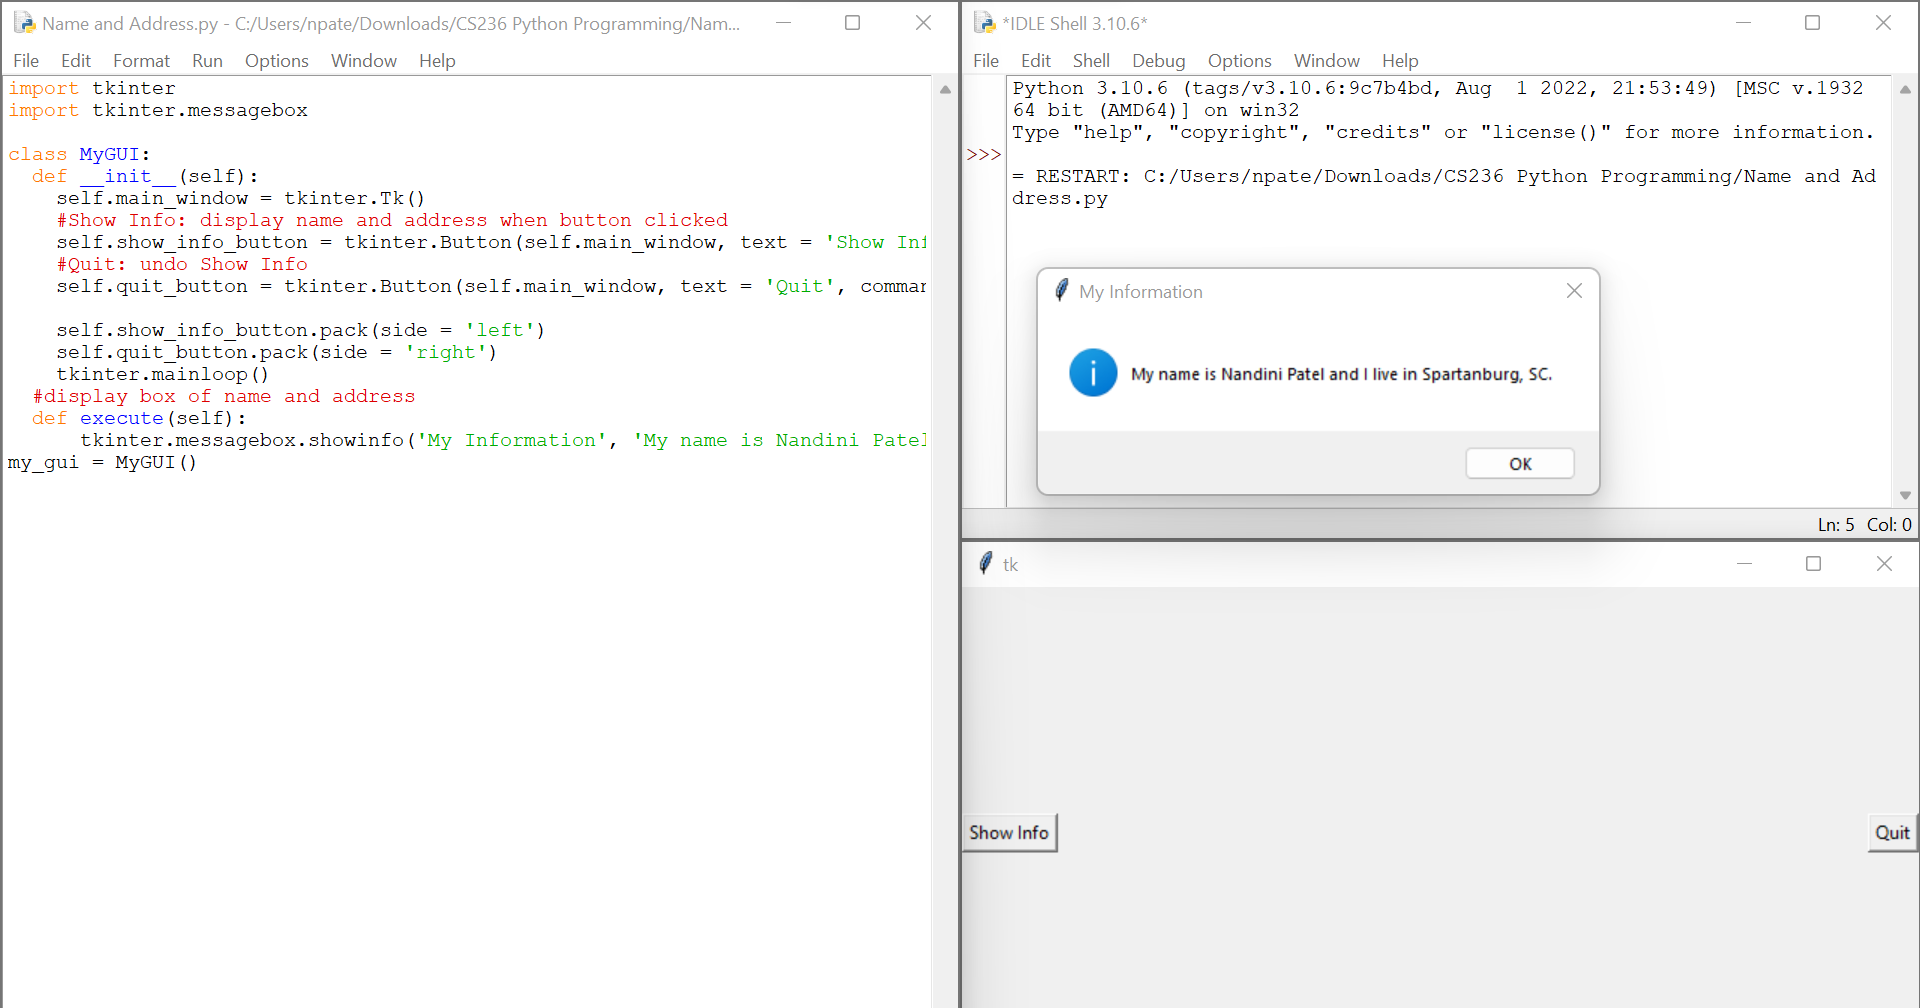 Name and Address.py - C:/Users/npate/Downloads/CS236 Python Programming/Nam...
File Edit Format Run Options Window Help
import tkinter
import tkinter.messagebox
class MyGUI:
  def __init__(self):
    self.main_window = tkinter.Tk()
    #Show Info: display name and address when button clicked
    self.show_info_button = tkinter.Button(self.main_window, text = 'Show Inf
    #Quit: undo Show Info
    self.quit_button = tkinter.Button(self.main_window, text = 'Quit', comman
    self.show_info_button.pack(side = 'left')
    self.quit_button.pack(side = 'right')
    tkinter.mainloop()
  #display box of name and address
  def execute(self):
      tkinter.messagebox.showinfo('My Information', 'My name is Nandini Patel
my_gui = MyGUI()
*IDLE Shell 3.10.6*
File Edit Shell Debug Options Window Help
Python 3.10.6 (tags/v3.10.6:9c7b4bd, Aug  1 2022, 21:53:49) [MSC v.1932
64 bit (AMD64)] on win32
Type "help", "copyright", "credits" or "license()" for more information.
>>>
= RESTART: C:/Users/npate/Downloads/CS236 Python Programming/Name and Ad
dress.py
My Information
My name is Nandini Patel and I live in Spartanburg, SC.
OK
Ln: 5 Col: 0
tk
Show Info Quit